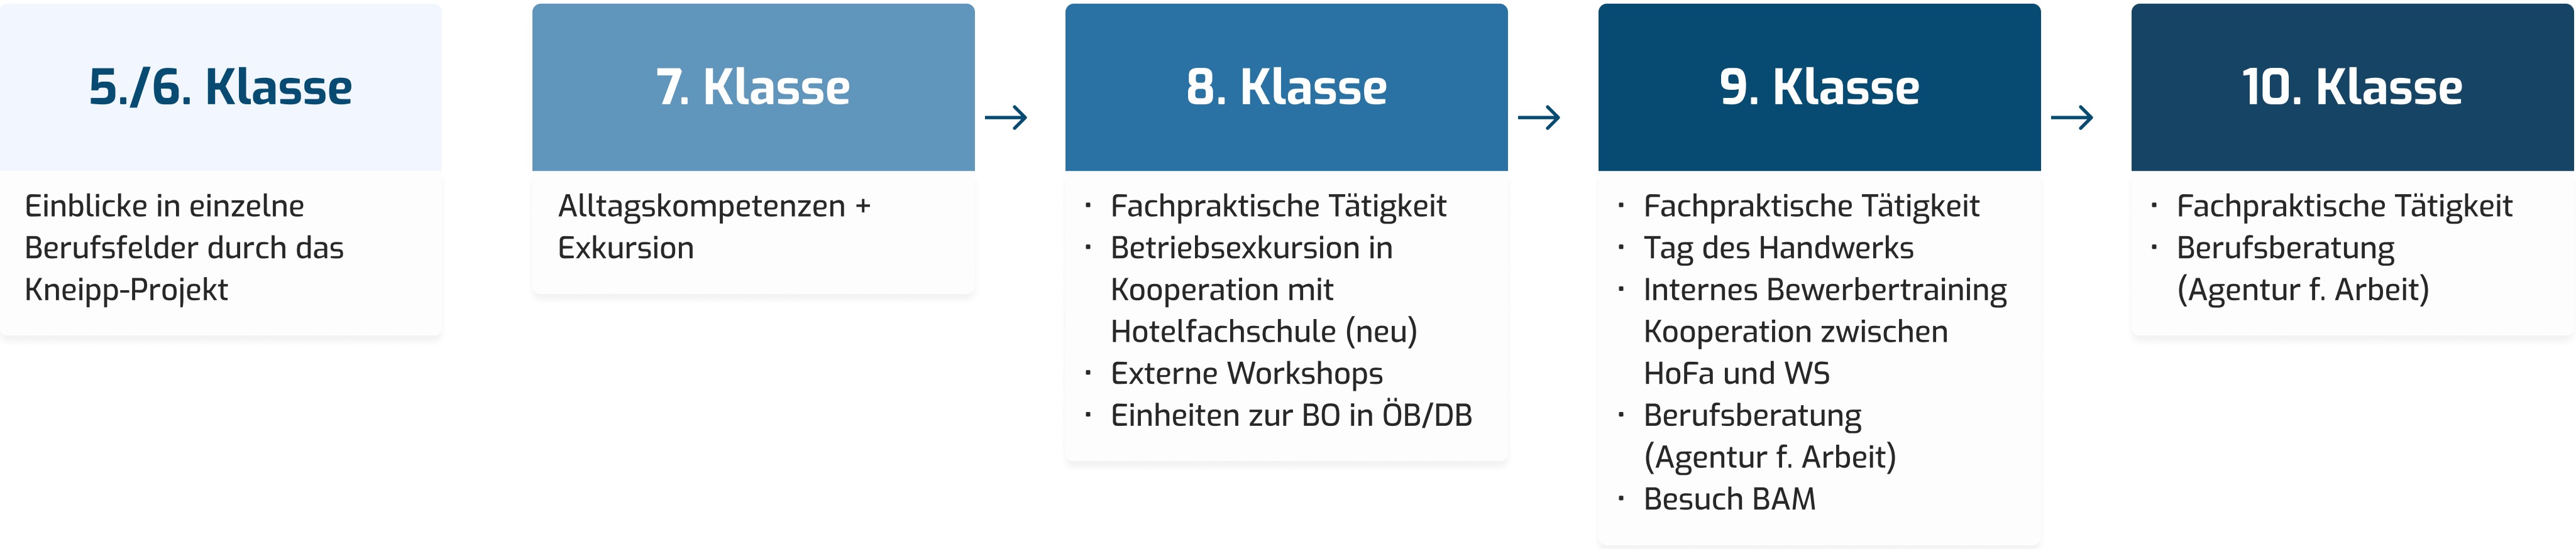 5./6. Klasse
Einblicke in einzelne
Berufsfelder durch das
Kneipp-Projekt
7. Klasse
Alltagskompetenzen +
Exkursion
8. Klasse
· Fachpraktische Tätigkeit
· Betriebsexkursion in
Kooperation mit
Hotelfachschule (neu)
· Externe Workshops
· Einheiten zur BO in ÖB/DB
9. Klasse
· Fachpraktische Tätigkeit
· Tag des Handwerks
· Internes Bewerbertraining
Kooperation zwischen
HoFa und WS
· Berufsberatung
(Agentur f. Arbeit)
· Besuch BAM
10. Klasse
· Fachpraktische Tätigkeit
· Berufsberatung
(Agentur f. Arbeit)